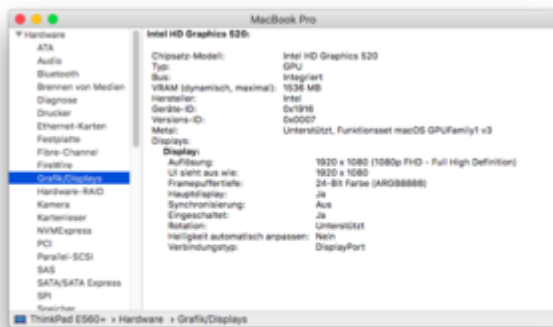 MacBook Pro
Hardware
ATA
Audio
Bluetooth
Brennen von Medien
Diagnose
Drucker
Ethernet-Karten
Festplatte
Fibre-Channel
FireWire
Grafik/Displays
Hardware-RAID
Kamera
Kartenleser
NVMExpress
PCI
Parallel-SCSI
SAS
SATA/SATA Express
SPI
Speicher
Intel HD Graphics 520:
Chipsatz-Modell: Intel HD Graphics 520
Typ: GPU
Bus: Integriert
VRAM (dynamisch, maximal): 1536 MB
Hersteller: Intel
Geräte-ID: 0x1916
Versions-ID: 0x0007
Metal: Unterstützt, Funktionsset macOS GPUFamily1 v3
Displays:
Display:
Auflösung: 1920 x 1080 (1080p FHD - Full High Definition)
UI sieht aus wie: 1920 x 1080
Framepuffertiefe: 24-Bit Farbe (ARGB8888)
Hauptdisplay: Ja
Synchronisierung: Aus
Eingeschaltet: Ja
Rotation: Unterstützt
Helligkeit automatisch anpassen: Nein
Verbindungstyp: DisplayPort
ThinkPad E560+ › Hardware › Grafik/Displays